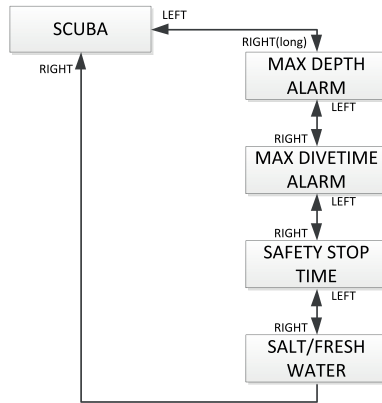 SCUBA
LEFT
RIGHT(long)
RIGHT
MAX DEPTH
ALARM
LEFT
RIGHT
MAX DIVETIME
ALARM
LEFT
RIGHT
SAFETY STOP
TIME
LEFT
RIGHT
SALT/FRESH
WATER